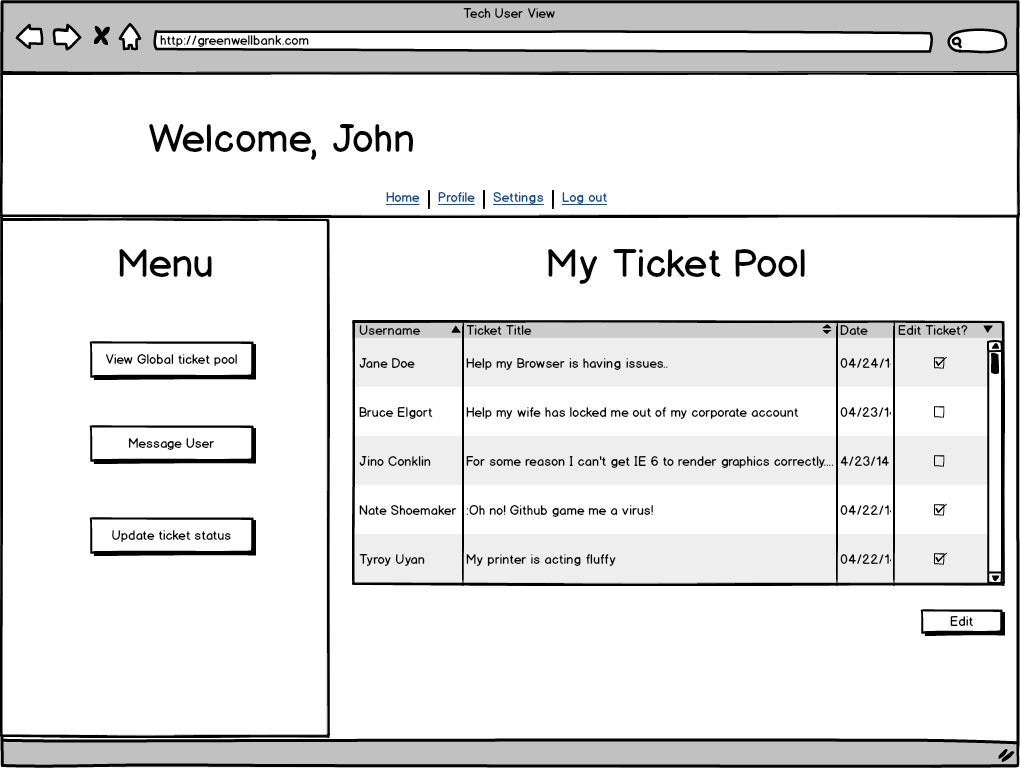 Tech User View
http://greenwellbank.com
Welcome, John
Home | Profile | Settings | Log out
Menu
View Global ticket pool
Message User
Update ticket status
My Ticket Pool
Username Ticket Title Date Edit Ticket?
Jane Doe Help my Browser is having issues.. 04/24/1
Bruce Elgort Help my wife has locked me out of my corporate account 04/23/1
Jino Conklin For some reason I can't get IE 6 to render graphics correctly.... 4/23/14
Nate Shoemaker :Oh no! Github game me a virus! 04/22/1
Tyroy Uyan My printer is acting fluffy 04/22/1
Edit